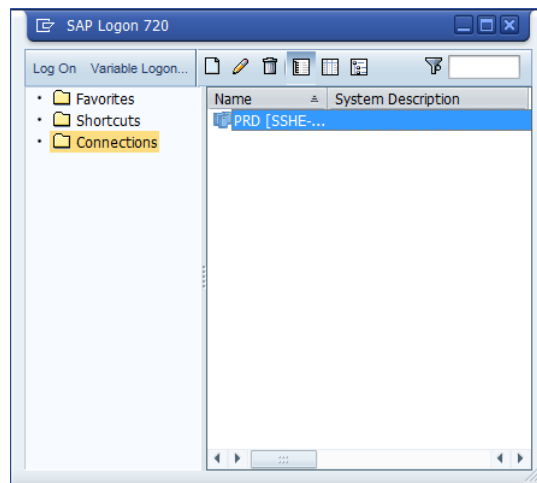 SAP Logon 720
Log On Variable Logon...
Favorites
Shortcuts
Connections
Name System Description
PRD [SSHE-...